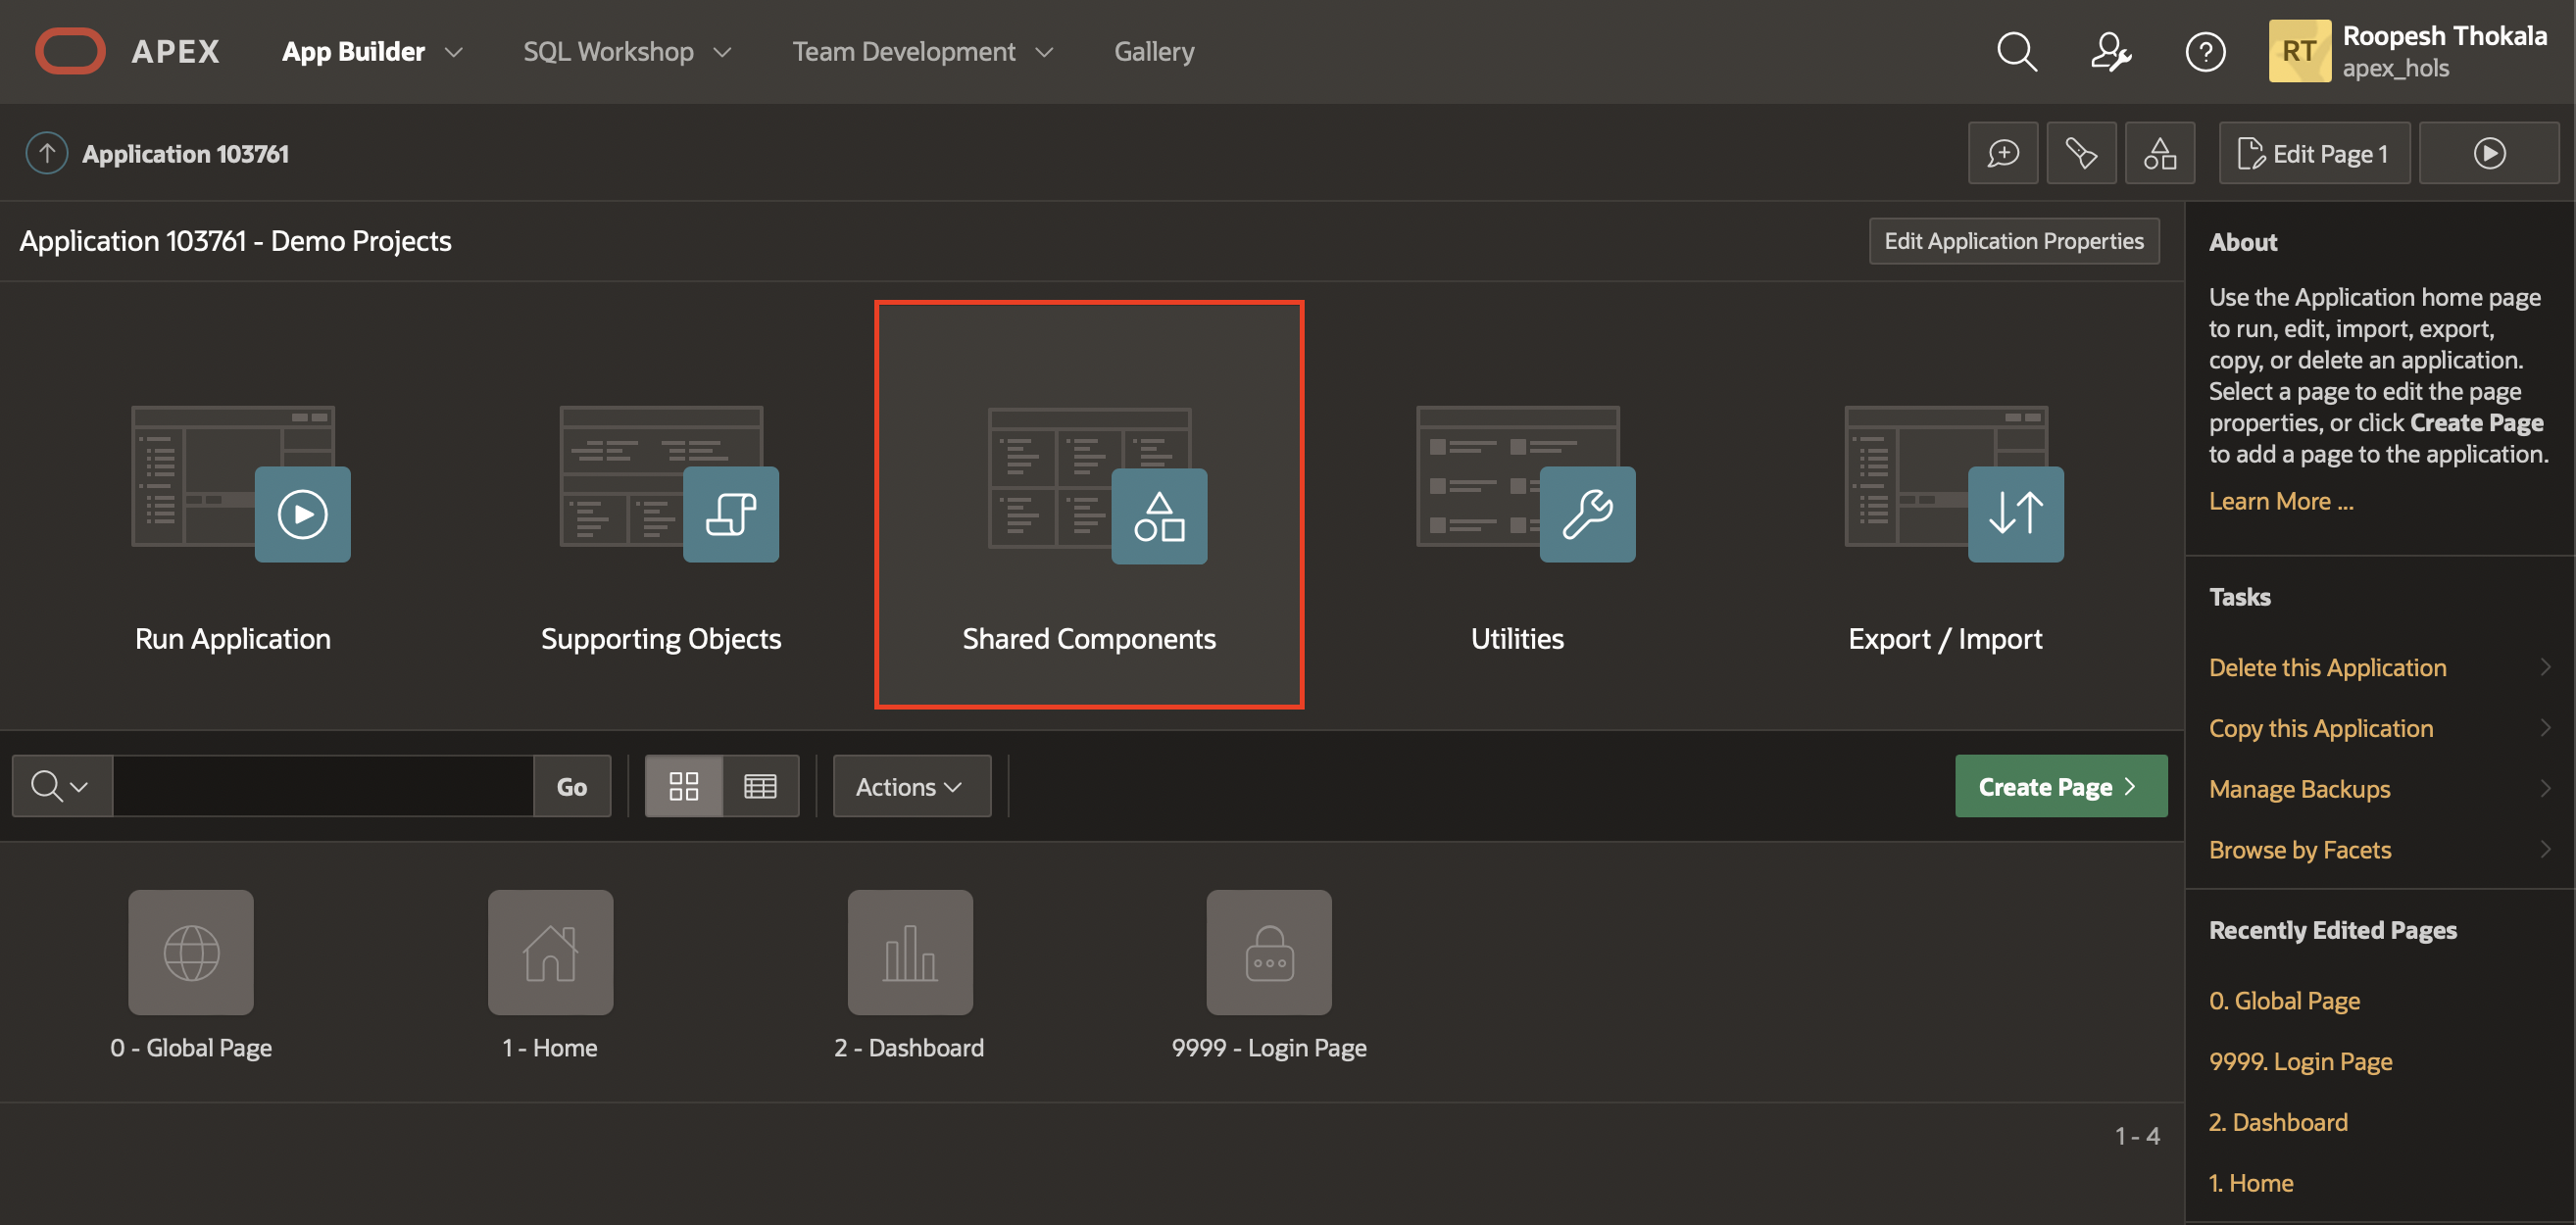 APEX App Builder SQL Workshop Team Development Gallery
RT Roopesh Thokala
apex_hols
Application 103761
Edit Page 1
Application 103761 - Demo Projects
Edit Application Properties
Run Application
Supporting Objects
Shared Components
Utilities
Export / Import
Go
Actions
Create Page
0 - Global Page
1 - Home
2 - Dashboard
9999 - Login Page
1 - 4
About
Use the Application home page
to run, edit, import, export,
copy, or delete an application.
Select a page to edit the page
properties, or click Create Page
to add a page to the application.
Learn More ...
Tasks
Delete this Application
Copy this Application
Manage Backups
Browse by Facets
Recently Edited Pages
0. Global Page
9999. Login Page
2. Dashboard
1. Home